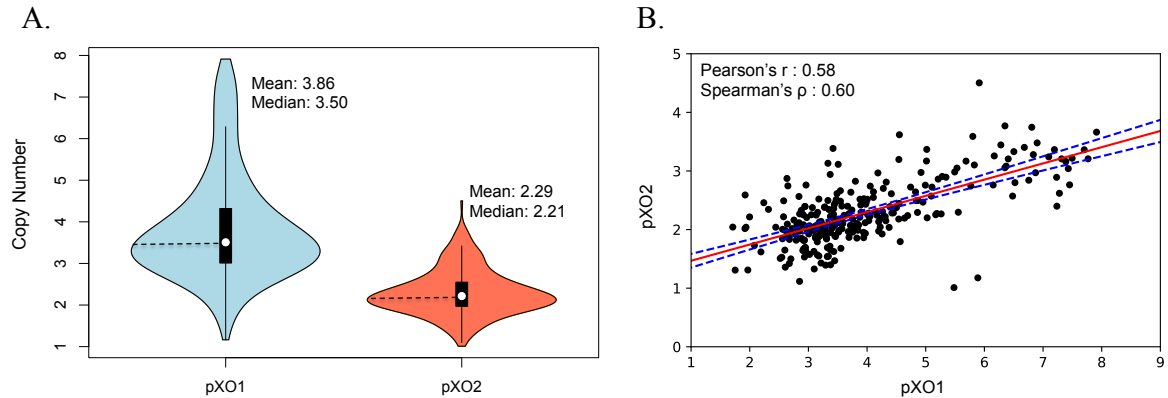 A.
Copy Number
8
7
6
5
4
3
2
1
Mean: 3.86
Median: 3.50
Mean: 2.29
Median: 2.21
pXO1
pXO2
B.
pXO2
5
4
3
2
1
0
Pearson's r : 0.58
Spearman's ρ : 0.60
1 2 3 4 5 6 7 8 9
pXO1